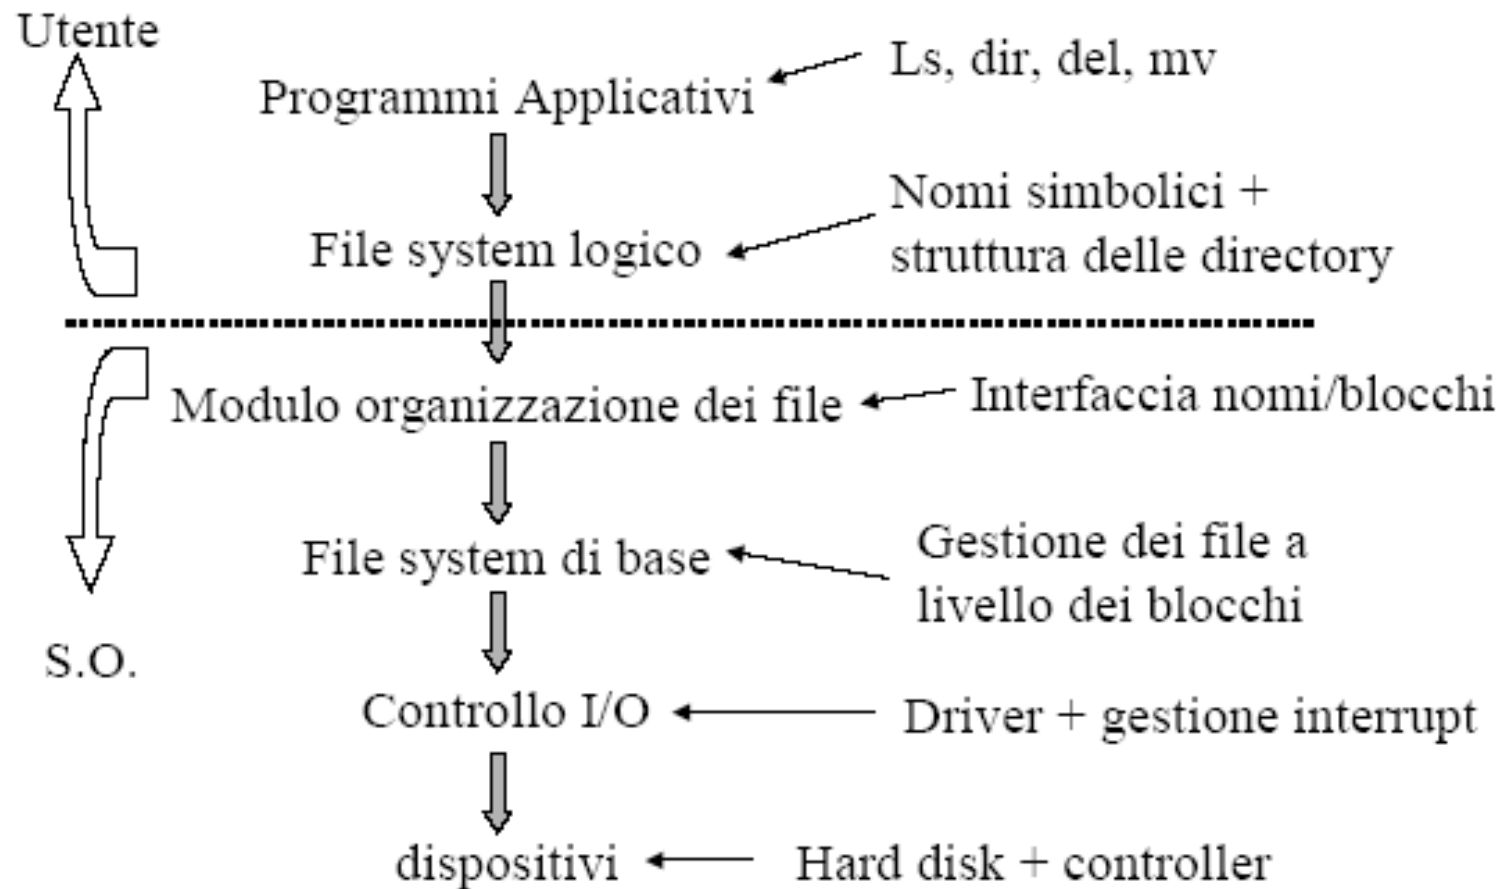 Utente
Programmi Applicativi
Ls, dir, del, mv
File system logico
Nomi simbolici +
struttura delle directory
Modulo organizzazione dei file
Interfaccia nomi/blocchi
File system di base
Gestione dei file a
livello dei blocchi
S.O.
Controllo I/O
Driver + gestione interrupt
dispositivi
Hard disk + controller